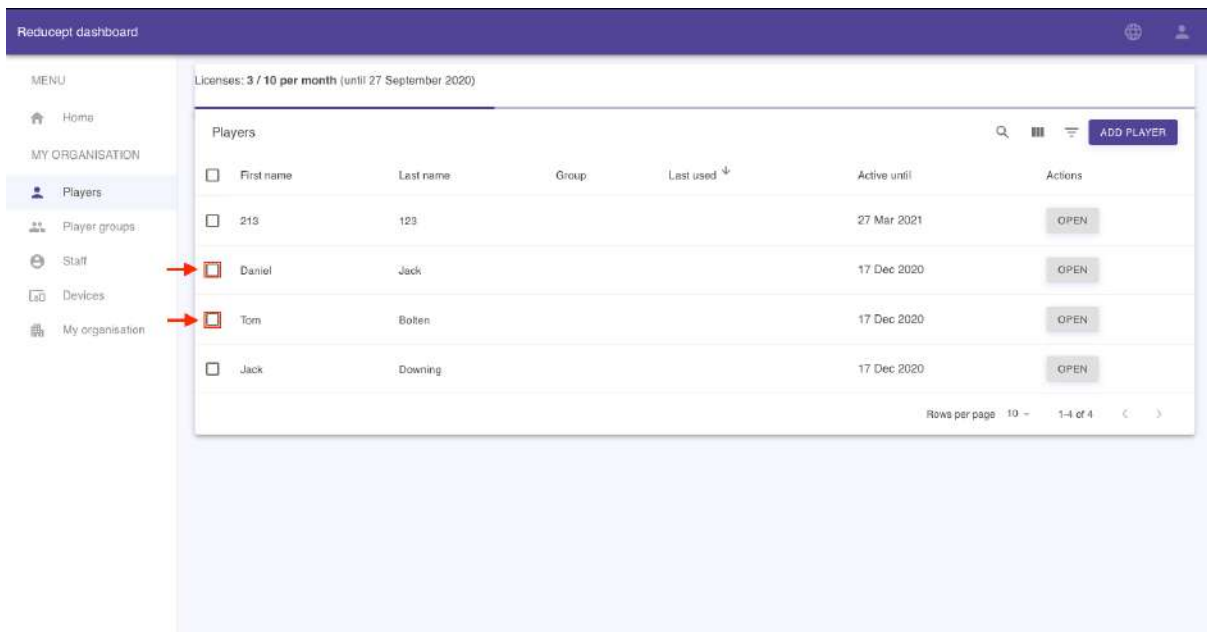 Reducept dashboard
MENU
Home
MY ORGANISATION
Players
Player groups
Staff
Devices
My organisation
Licenses: 3 / 10 per month (until 27 September 2020)
Players
ADD PLAYER
First name Last name Group Last used Active until Actions
213 123 27 Mar 2021 OPEN
Daniel Jack 17 Dec 2020 OPEN
Tom Bolten 17 Dec 2020 OPEN
Jack Downing 17 Dec 2020 OPEN
Rows per page 10 1-4 of 4